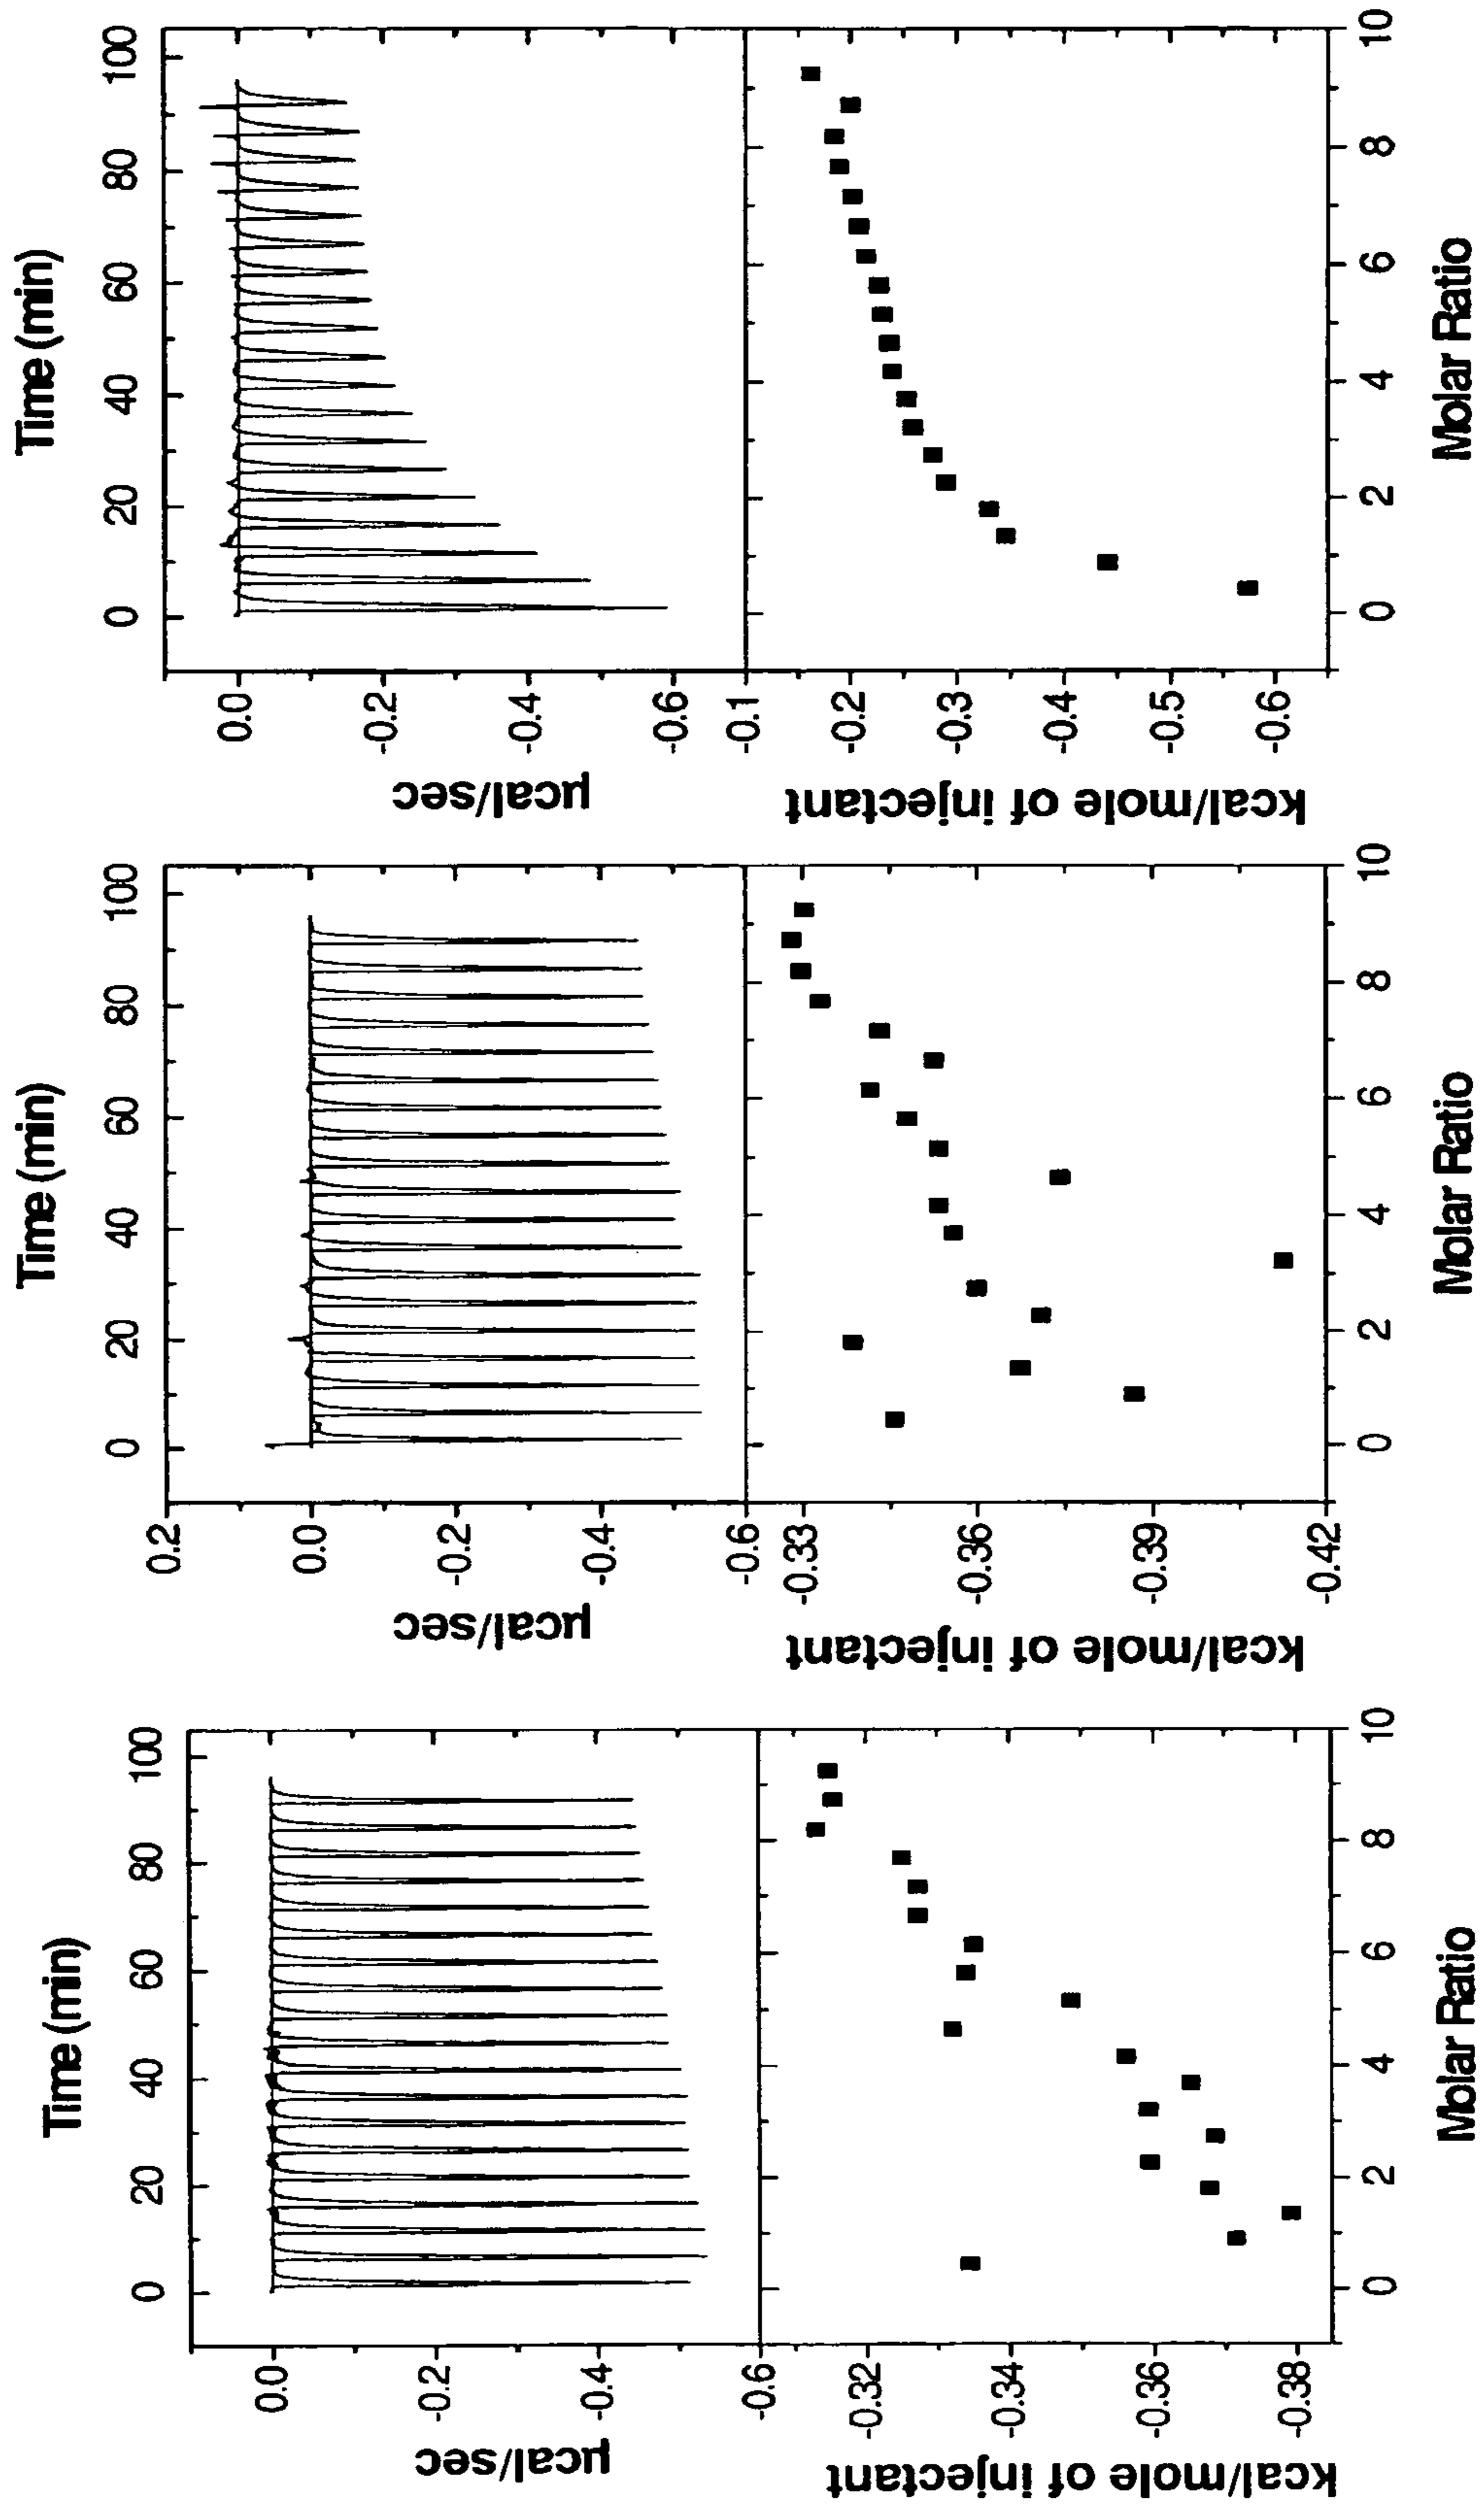 Time (min)
0 20 40 60 80 100
µcal/sec
0.0
-0.2
-0.4
-0.6
kcal/mole of injectant
-0.32
-0.34
-0.36
-0.38
0 2 4 6 8 10
Molar Ratio
Time (min)
0 20 40 60 80 100
µcal/sec
0.2
0.0
-0.2
-0.4
-0.6
kcal/mole of injectant
-0.33
-0.36
-0.39
-0.42
0 2 4 6 8 10
Molar Ratio
Time (min)
0 20 40 60 80 100
µcal/sec
0.0
-0.2
-0.4
-0.6
kcal/mole of injectant
-0.1
-0.2
-0.3
-0.4
-0.5
-0.6
0 2 4 6 8 10
Molar Ratio